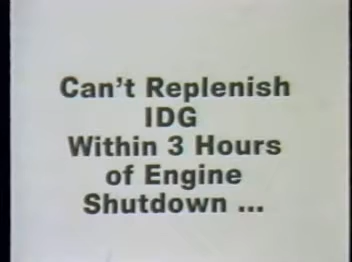 Can't Replenish
IDG
Within 3 Hours
of Engine
Shutdown ...